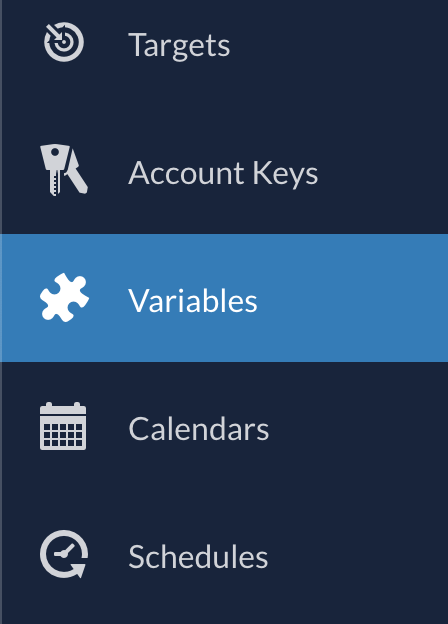 Targets
Account Keys
Variables
Calendars
Schedules